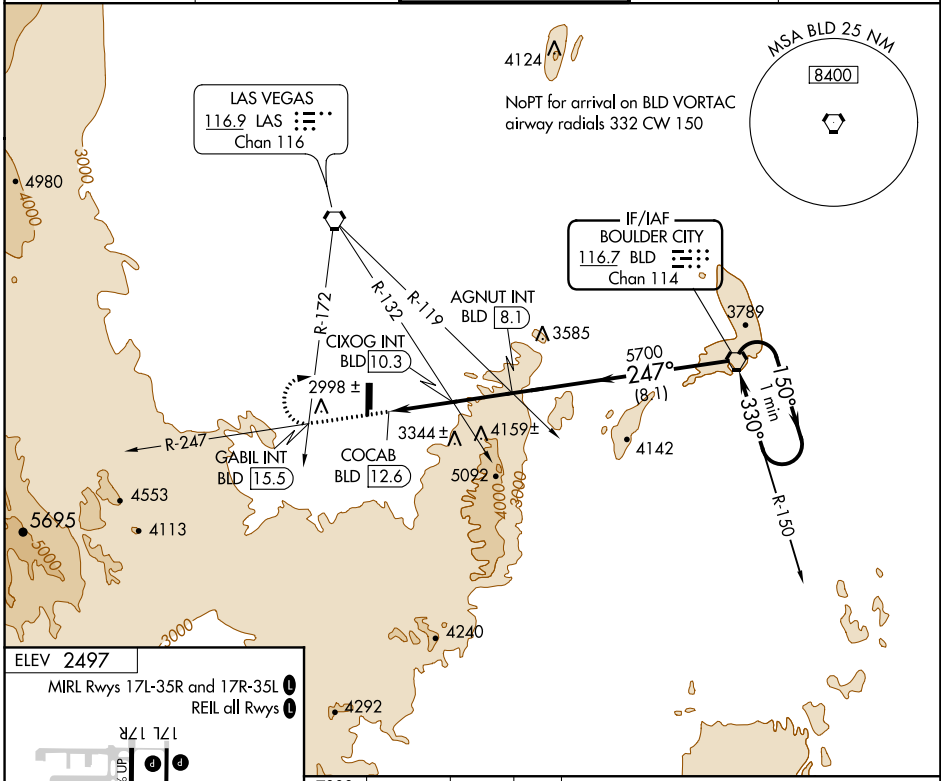 MSA BLD 25 NM
8400
4124
NoPT for arrival on BLD VORTAC
airway radials 332 CW 150
LAS VEGAS
116.9 LAS
Chan 116
3000
4980
4000
IF/IAF
BOULDER CITY
116.7 BLD
Chan 114
R-172
R-132
R-119
AGNUT INT
BLD 8.1
3585
3789
CIXOG INT
BLD 10.3
5700
247°
(8.1)
150°
1 min
330°
2998 ±
R-247
3344 ±
4159 ±
4142
GABIL INT
BLD 15.5
COCAB
BLD 12.6
5092
4000
3000
4553
5695
5000
4113
R-150
3000
4240
4292
ELEV 2497
MIRL Rwys 17L-35R and 17R-35L L
REIL all Rwys L
17R 17L
UP
P P